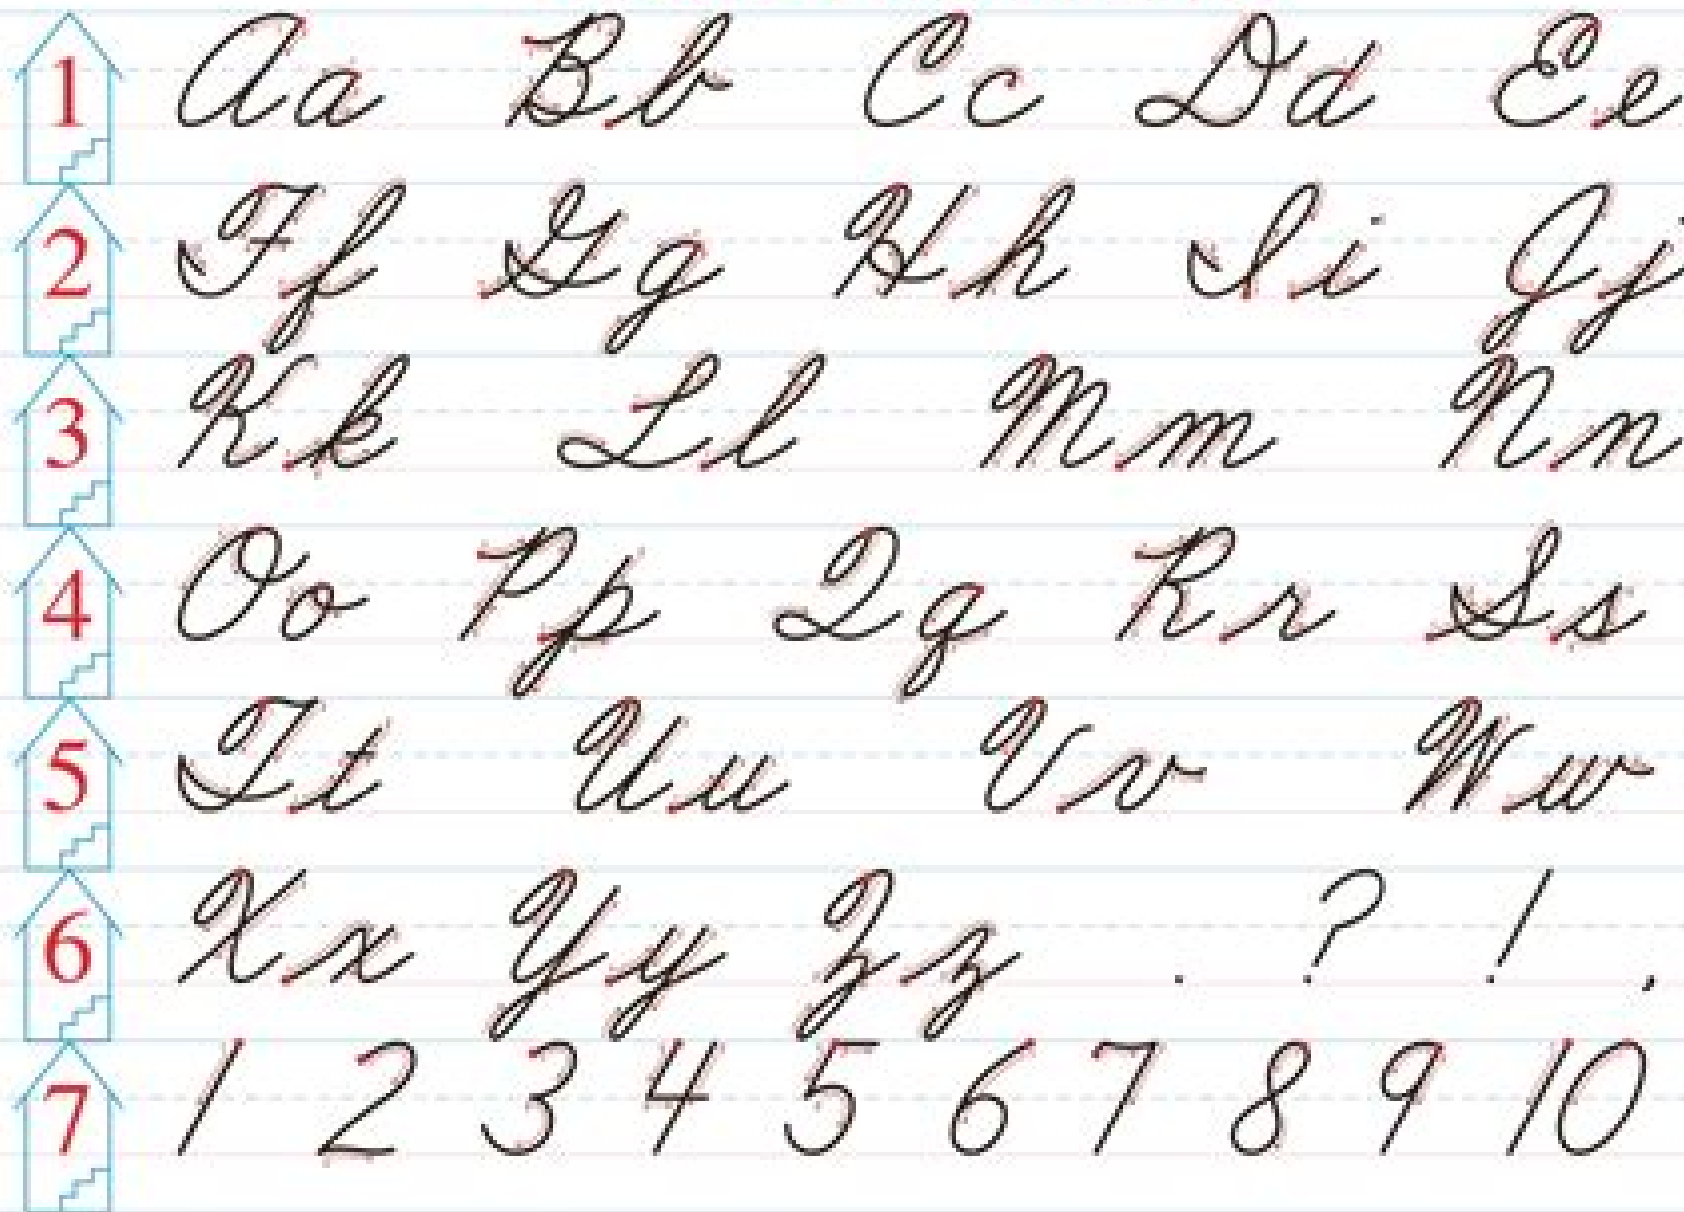 1 Aa Bb Cc Dd Ee
2 Ff Gg Hh Ii Jj
3 Kk Ll Mm Nn
4 Oo Pp Qq Rr Ss
5 Tt Uu Vv Ww
6 Xx Yy Zz . ? ! ,
7 1 2 3 4 5 6 7 8 9 10